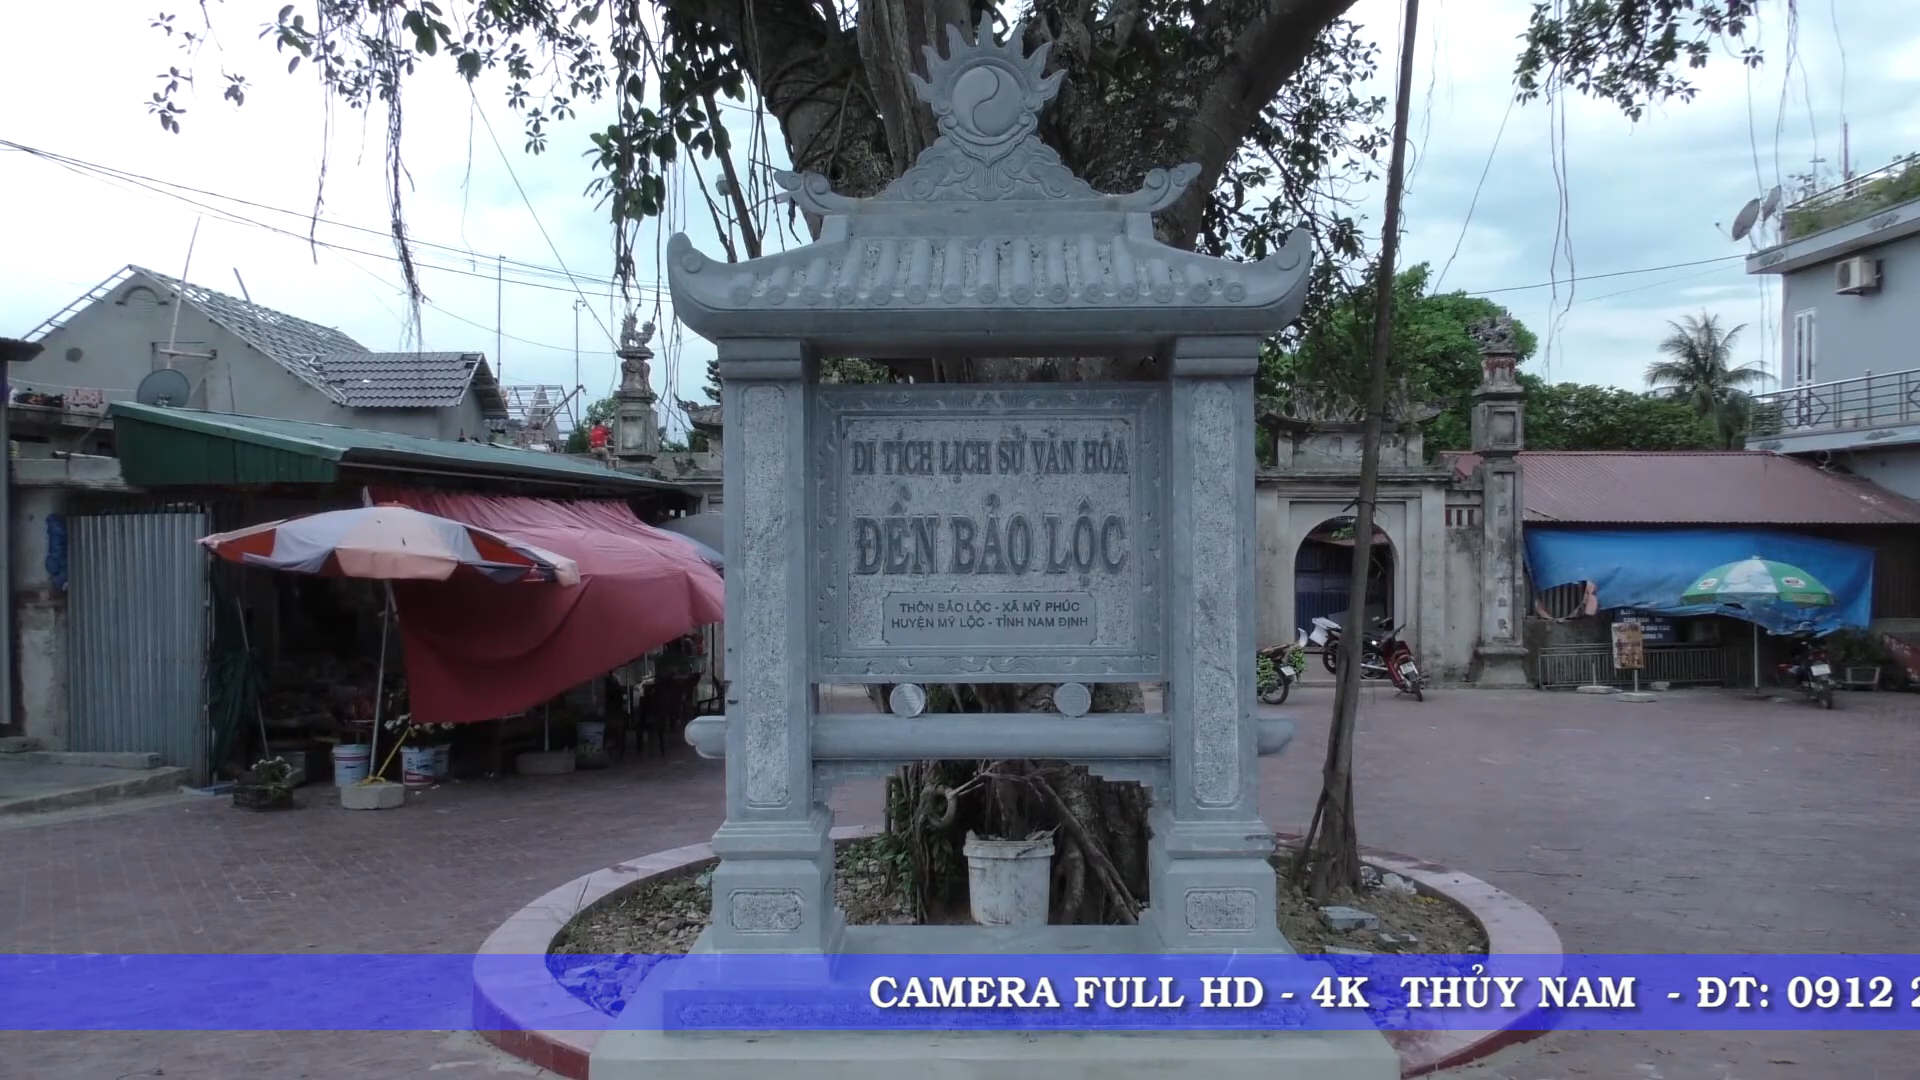 DI TÍCH LỊCH SỬ VĂN HÓA
ĐỀN BẢO LỘC
THÔN BẢO LỘC - XÃ MỸ PHÚC
HUYỆN MỸ LỘC - TỈNH NAM ĐỊNH
CAMERA FULL HD - 4K THỦY NAM - ĐT: 0912 2